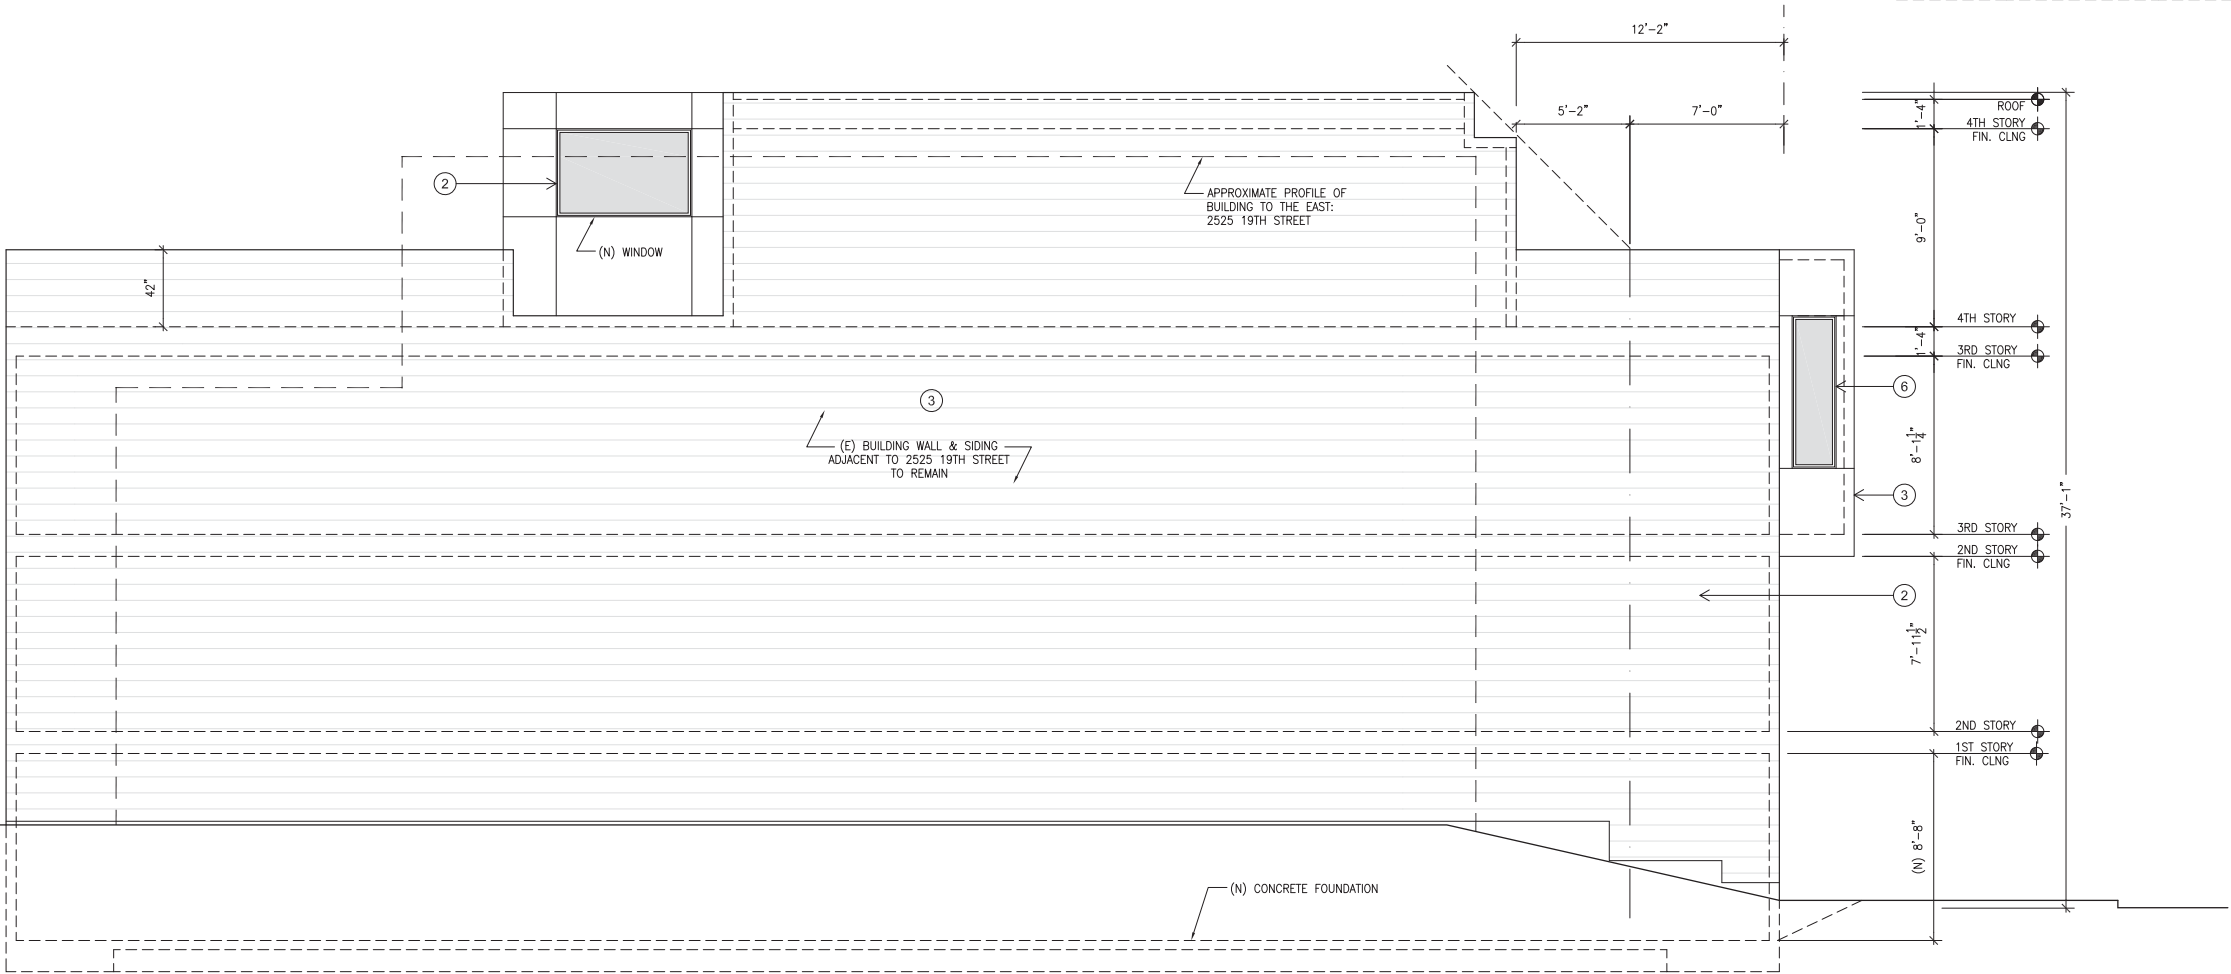 12'-2"
5'-2"
7'-0"
1'-4"
ROOF
4TH STORY
FIN. CLNG
2
APPROXIMATE PROFILE OF
BUILDING TO THE EAST:
2525 19TH STREET
(N) WINDOW
9'-0"
42"
4TH STORY
1'-4"
3RD STORY
FIN. CLNG
6
3
(E) BUILDING WALL & SIDING
ADJACENT TO 2525 19TH STREET
TO REMAIN
8'-1 1/4"
3
37'-1"
3RD STORY
2ND STORY
FIN. CLNG
2
7'-11 1/2"
2ND STORY
1ST STORY
FIN. CLNG
(N) 8'-8"
(N) CONCRETE FOUNDATION